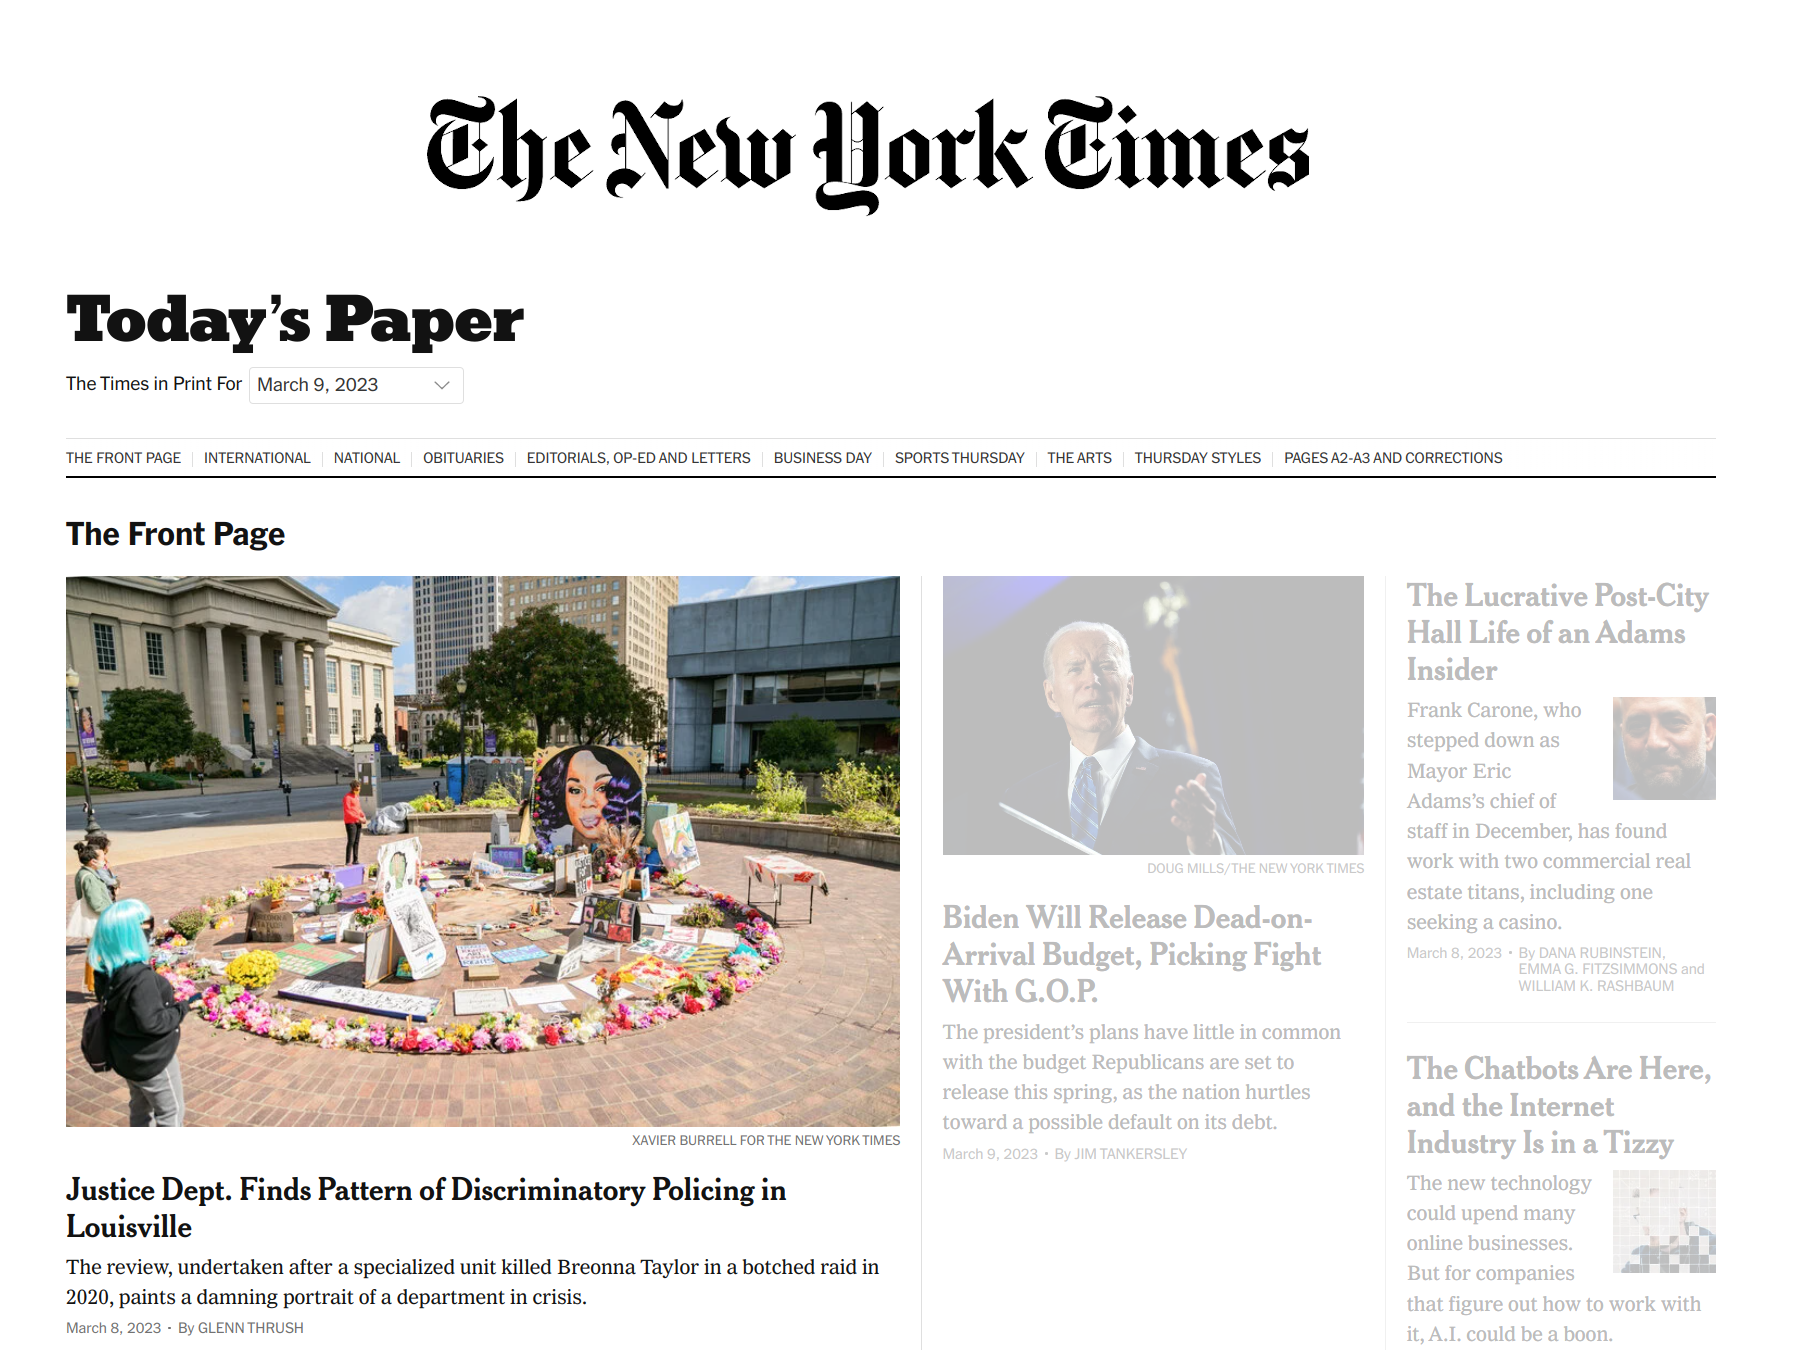 The New York Times
Today's Paper
The Times in Print For March 9, 2023
THE FRONT PAGE INTERNATIONAL NATIONAL OBITUARIES EDITORIALS, OP-ED AND LETTERS BUSINESS DAY SPORTS THURSDAY THE ARTS THURSDAY STYLES PAGES A2-A3 AND CORRECTIONS
The Front Page
XAVIER BURRELL FOR THE NEW YORK TIMES
Justice Dept. Finds Pattern of Discriminatory Policing in
Louisville
The review, undertaken after a specialized unit killed Breonna Taylor in a botched raid in
2020, paints a damning portrait of a department in crisis.
March 8, 2023 · By GLENN THRUSH
DOUG MILLS/THE NEW YORK TIMES
Biden Will Release Dead-on-
Arrival Budget, Picking Fight
With G.O.P.
The president's plans have little in common
with the budget Republicans are set to
release this spring, as the nation hurtles
toward a possible default on its debt.
March 9, 2023 · By JIM TANKERSLEY
The Lucrative Post-City
Hall Life of an Adams
Insider
Frank Carone, who
stepped down as
Mayor Eric
Adams's chief of
staff in December, has found
work with two commercial real
estate titans, including one
seeking a casino.
March 8, 2023 · By DANA RUBINSTEIN,
EMMA G. FITZSIMMONS and
WILLIAM K. RASHBAUM
The Chatbots Are Here,
and the Internet
Industry Is in a Tizzy
The new technology
could upend many
online businesses.
But for companies
that figure out how to work with
it, A.I. could be a boon.